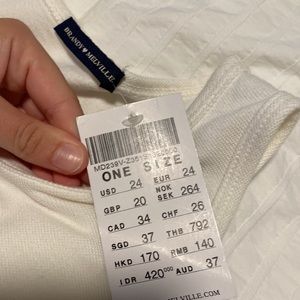 BRANDY♥MELVILLE
ONE SIZE
USD 24 EUR 24
GBP 20 NOK SEK 264
CAD 34 CHF 26
SGD 37 THB 792
HKD 170 RMB 140
IDR 420000 AUD 37